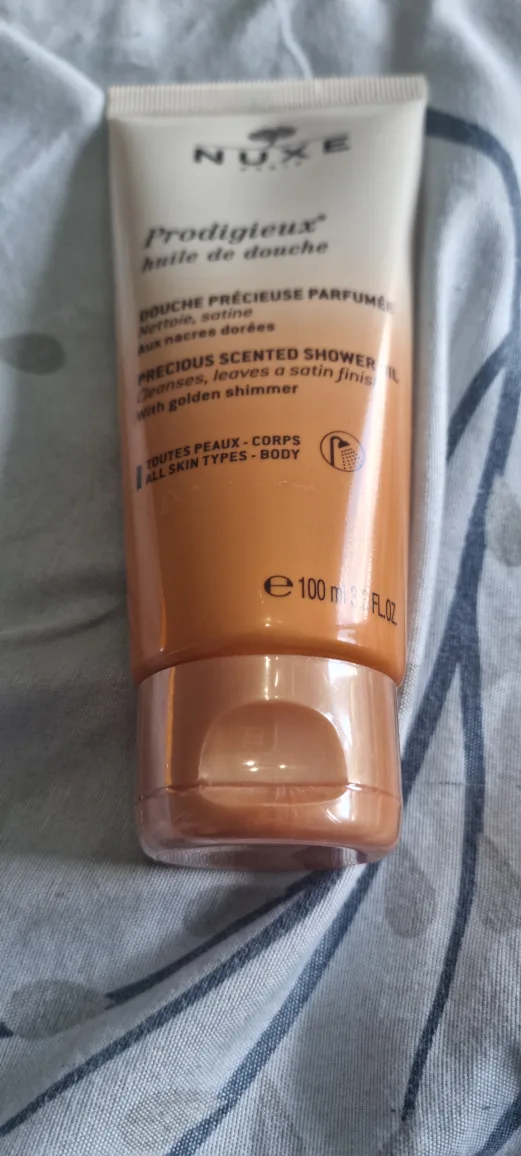 NUXE
PARIS
Prodigieux®
huile de douche
DOUCHE PRÉCIEUSE PARFUMÉE
Nettoie, satine
aux nacres dorées
PRECIOUS SCENTED SHOWER OIL
Cleanses, leaves a satin finish
With golden shimmer
TOUTES PEAUX - CORPS
ALL SKIN TYPES - BODY
℮ 100 ml 3.3 FL.OZ